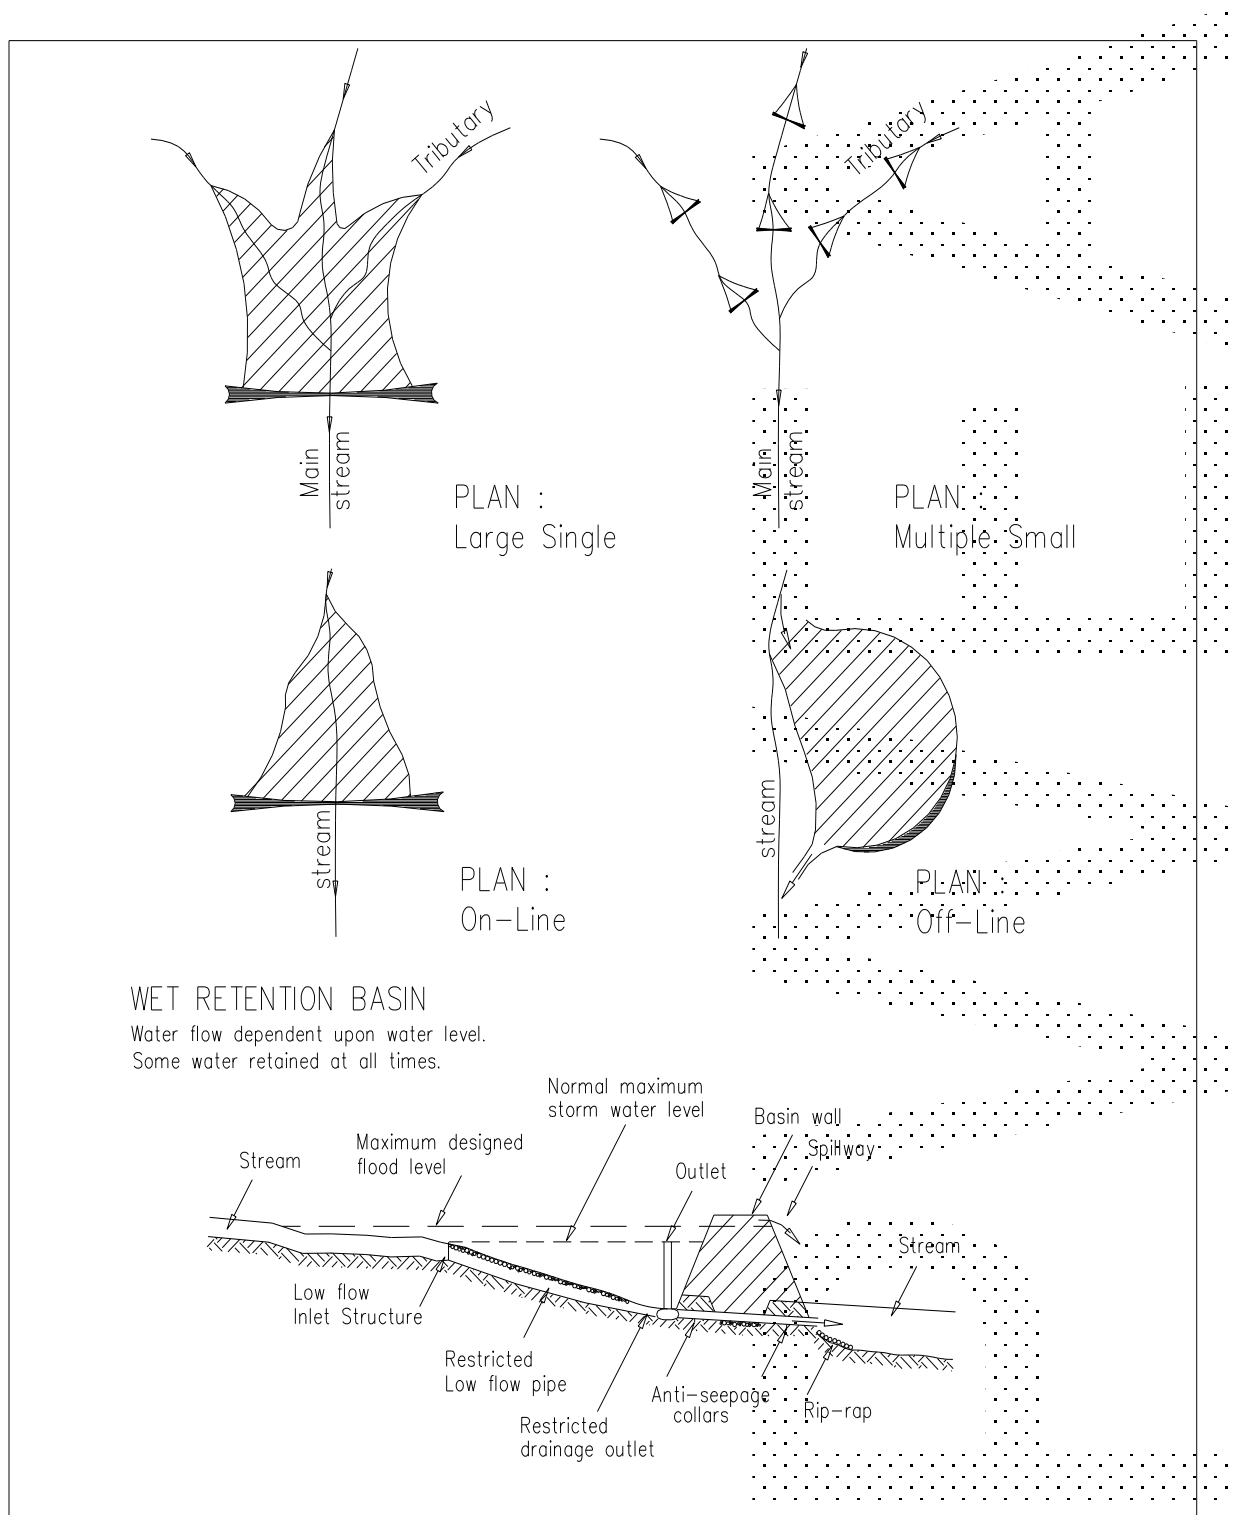 Tributary
Tributary
Main
stream
Main
stream
PLAN :
Large Single
PLAN :
Multiple Small
stream
stream
PLAN :
On-Line
PLAN :
Off-Line
WET RETENTION BASIN
Water flow dependent upon water level.
Some water retained at all times.
Normal maximum
storm water level
Basin wall
Spillway
Maximum designed
flood level
Stream
Outlet
Stream
Low flow
Inlet Structure
Restricted
Low flow pipe
Anti-seepage
collars
Rip-rap
Restricted
drainage outlet